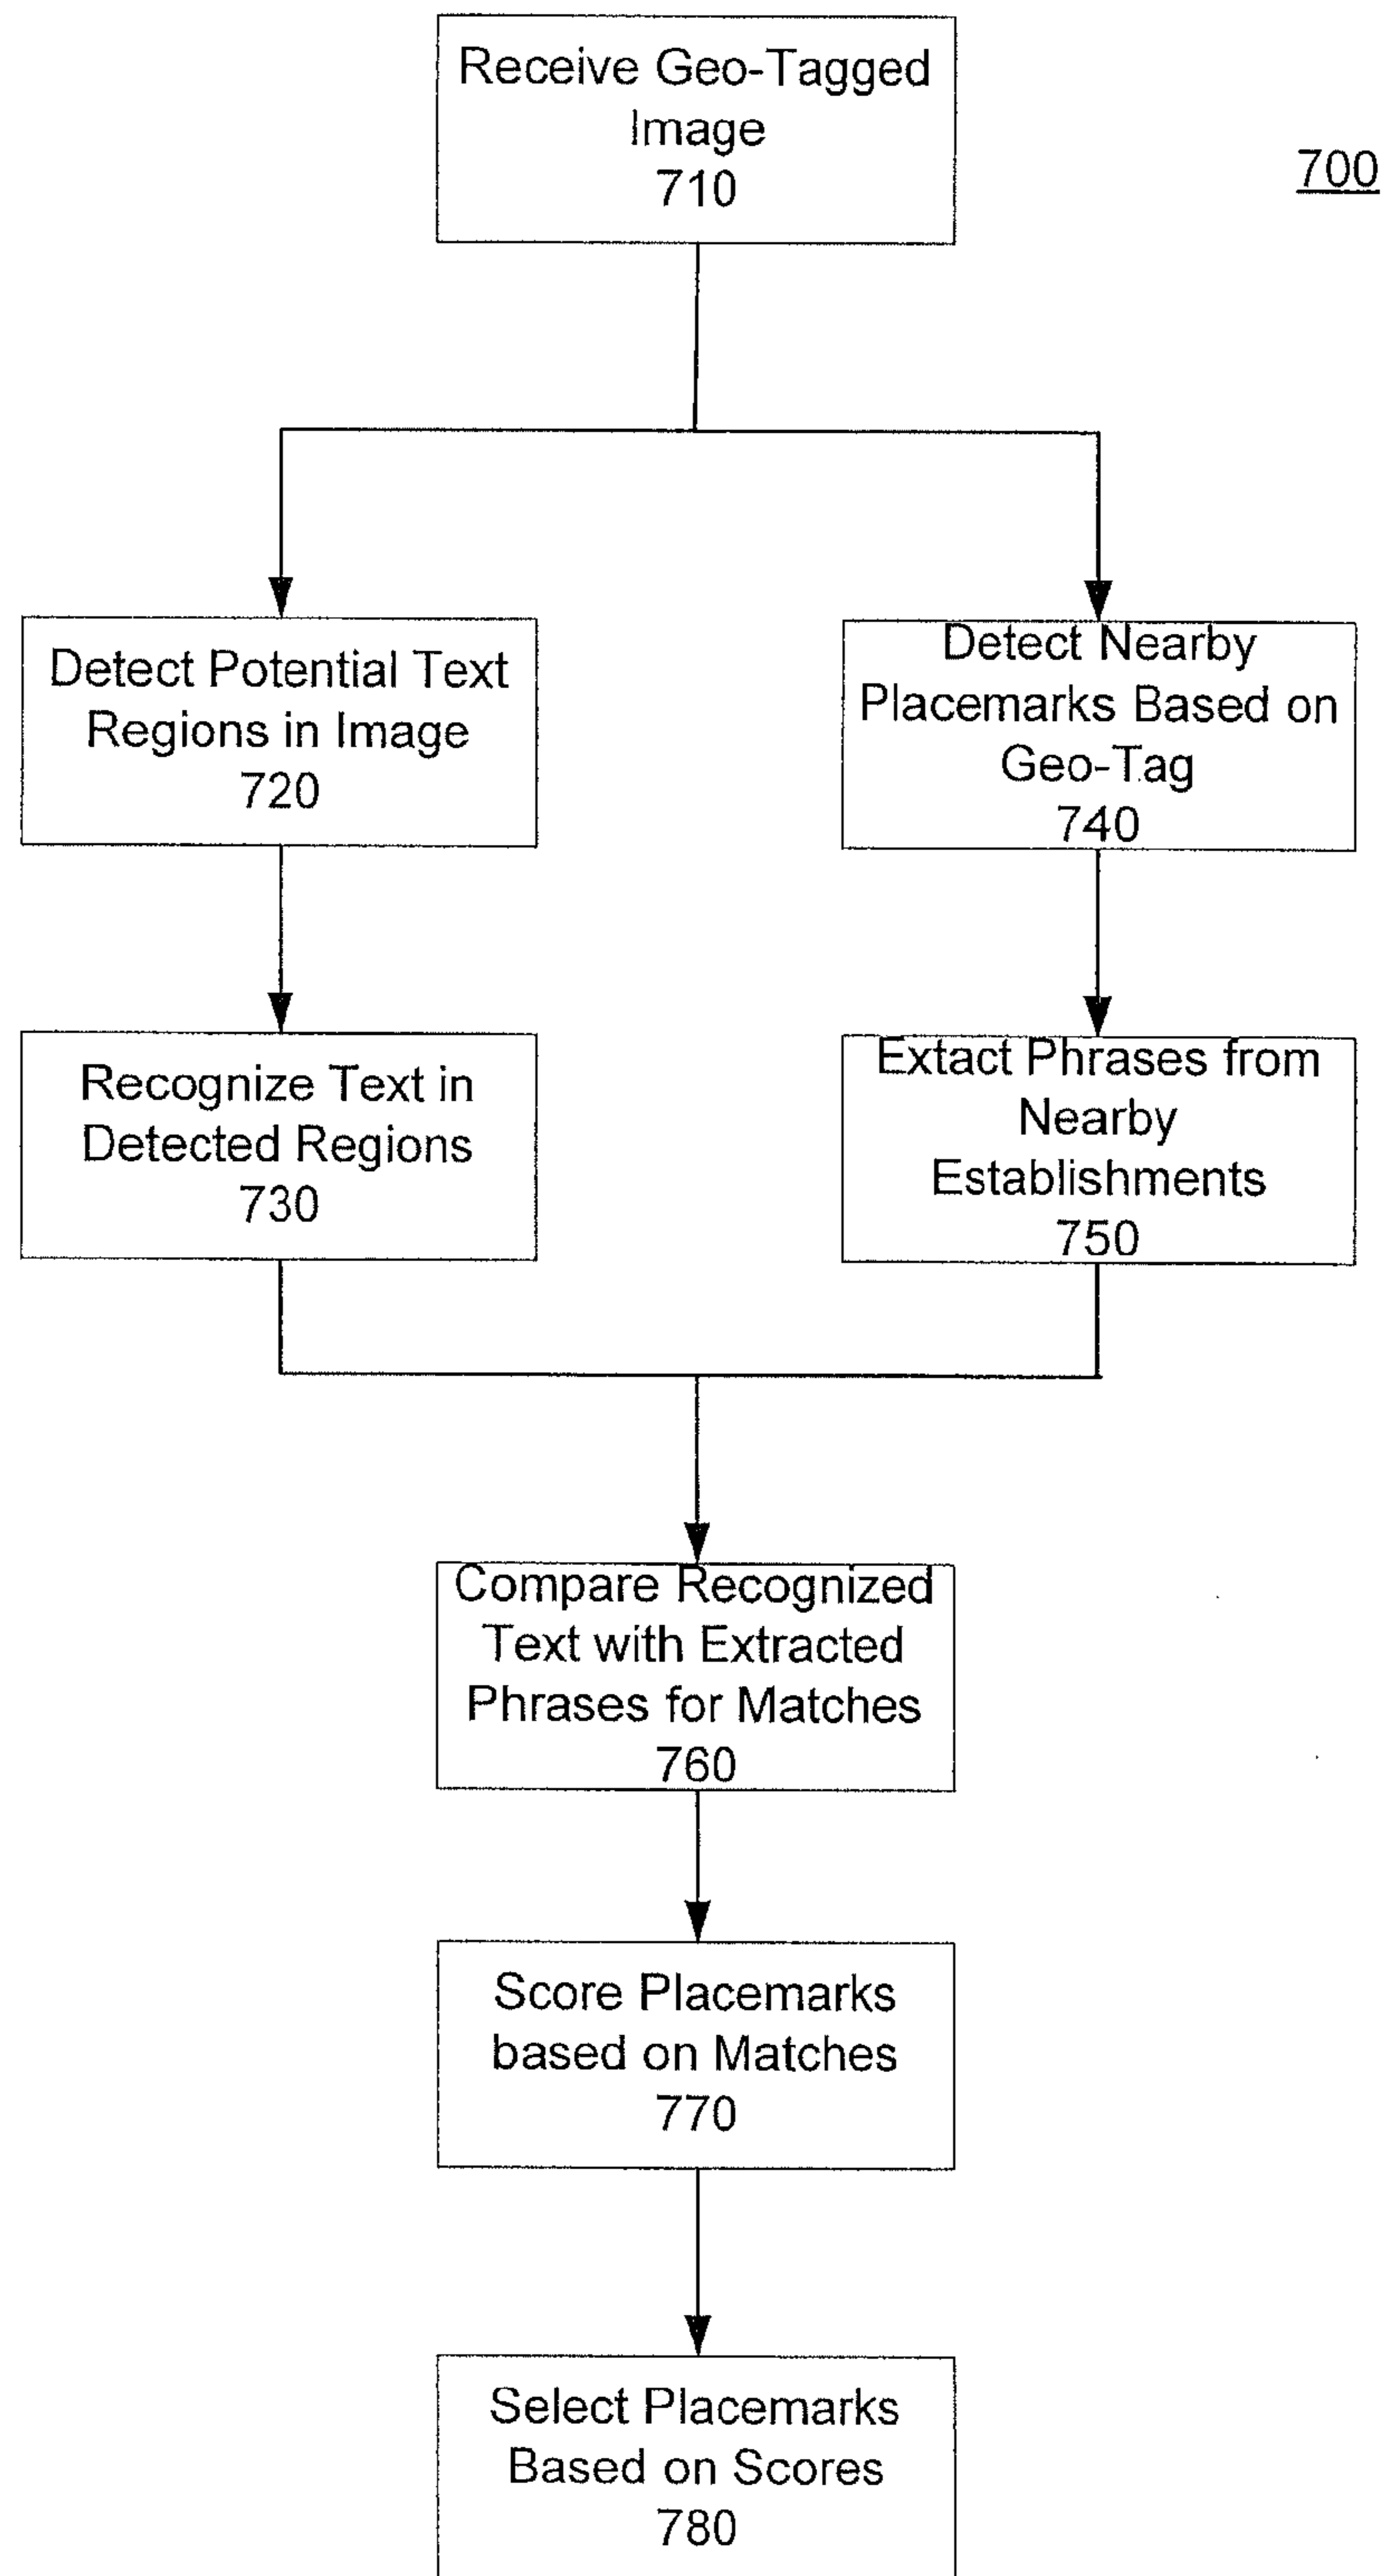 Receive Geo-Tagged
Image
710
700
Detect Potential Text
Regions in Image
720
Detect Nearby
Placemarks Based on
Geo-Tag
740
Recognize Text in
Detected Regions
730
Extact Phrases from
Nearby
Establishments
750
Compare Recognized
Text with Extracted
Phrases for Matches
760
Score Placemarks
based on Matches
770
Select Placemarks
Based on Scores
780